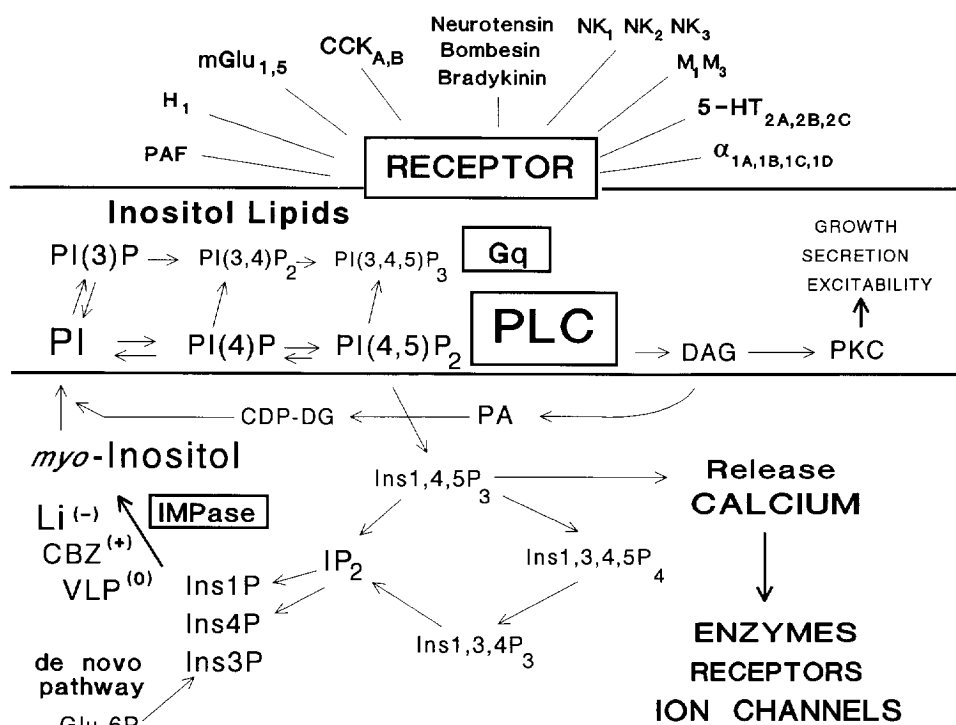 Neurotensin
Bombesin
Bradykinin
NK1 NK2 NK3
CCKA,B
mGlu1,5
M1M3
H1
5-HT2A,2B,2C
PAF
α1A,1B,1C,1D
RECEPTOR
Inositol Lipids
GROWTH
SECRETION
EXCITABILITY
PI(3)P
PI(3,4)P2
PI(3,4,5)P3
Gq
PLC
PI
PI(4)P
PI(4,5)P2
DAG
PKC
CDP-DG
PA
myo-Inositol
Ins1,4,5P3
Release
CALCIUM
Li(-)
IMPase
CBZ(+)
VLP(0)
IP2
Ins1,3,4,5P4
Ins1P
Ins4P
Ins1,3,4P3
Ins3P
de novo
pathway
Glu 6P
ENZYMES
RECEPTORS
ION CHANNELS